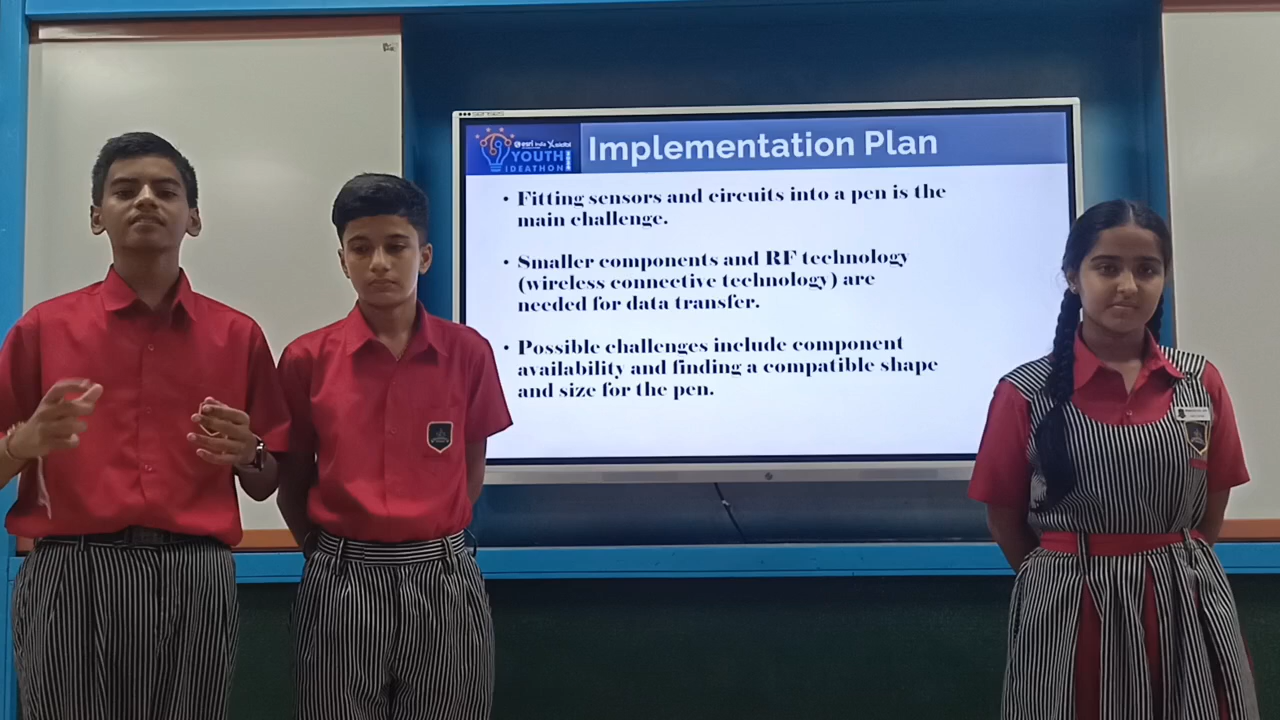 esri India
YOUTH
IDEATHON
Implementation Plan
• Fitting sensors and circuits into a pen is the
main challenge.
• Smaller components and RF technology
(wireless connective technology) are
needed for data transfer.
• Possible challenges include component
availability and finding a compatible shape
and size for the pen.